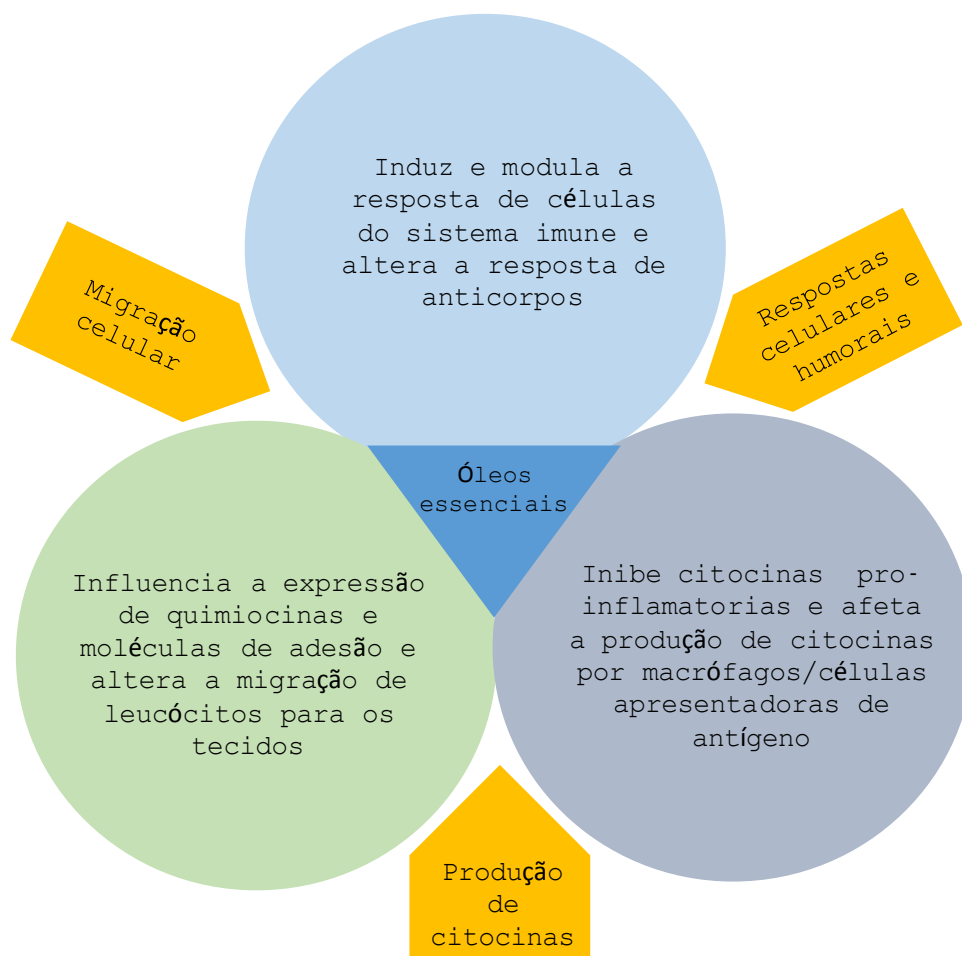 Induz e modula a
resposta de células
do sistema imune e
altera a resposta de
anticorpos
Migração
celular
Respostas
celulares e
humorais
Óleos
essenciais
Influencia a expressão
de quimiocinas e
moléculas de adesão e
altera a migração de
leucócitos para os
tecidos
Inibe citocinas  pro-
inflamatorias e afeta
a produção de citocinas
por macrófagos/células
apresentadoras de
antígeno
Produção
de
citocinas